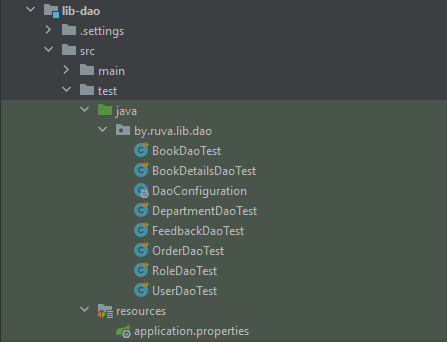 lib-dao
.settings
src
main
test
java
by.ruva.lib.dao
BookDaoTest
BookDetailsDaoTest
DaoConfiguration
DepartmentDaoTest
FeedbackDaoTest
OrderDaoTest
RoleDaoTest
UserDaoTest
resources
application.properties